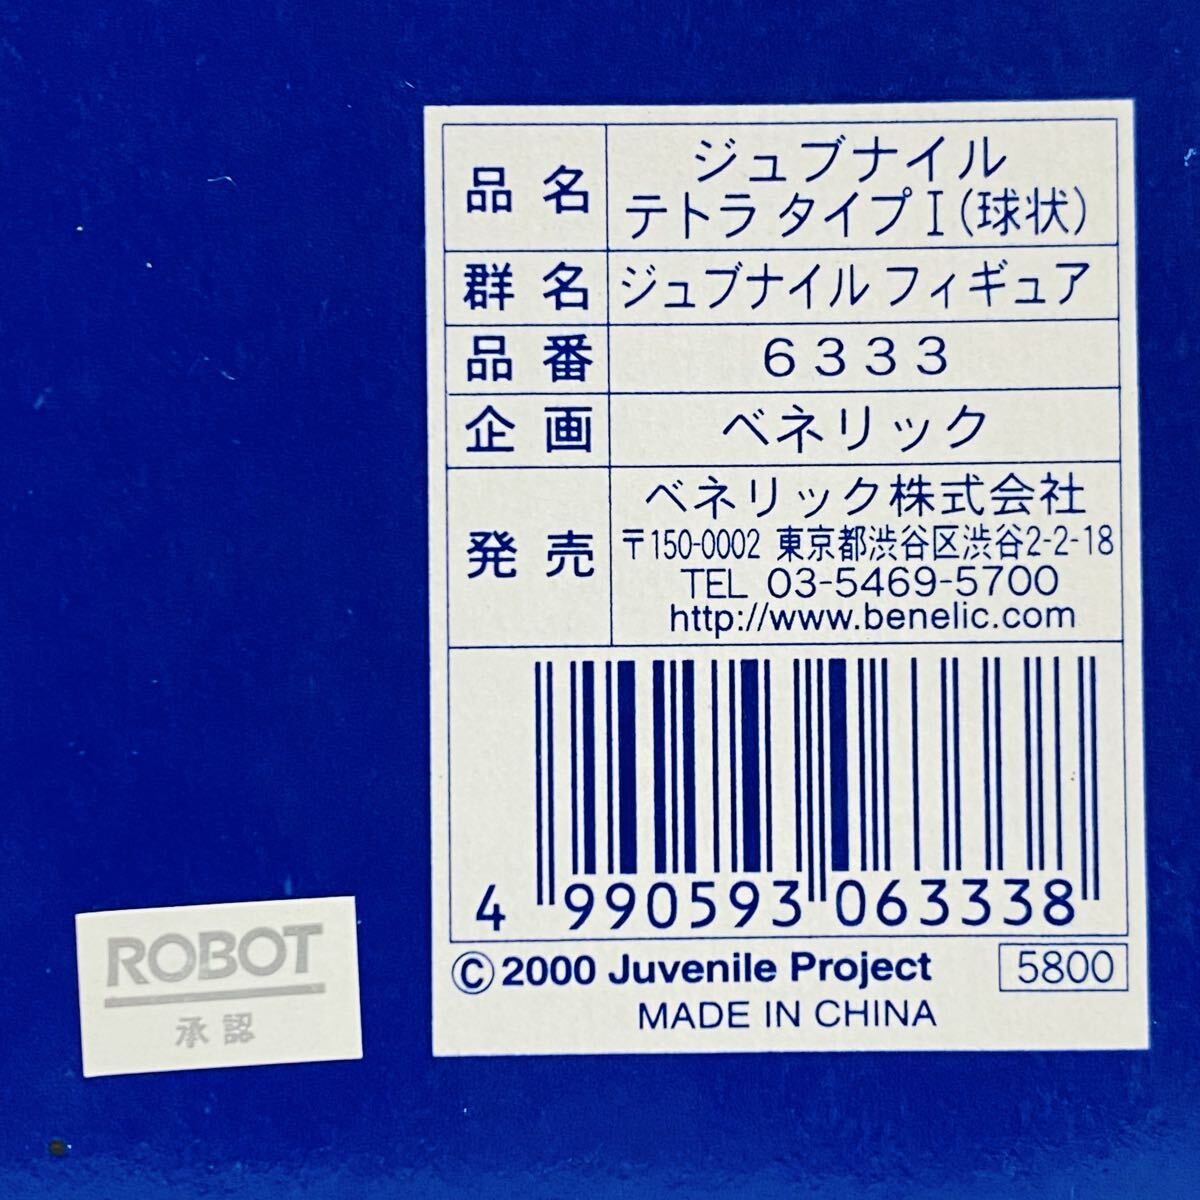 品名 ジュブナイル
テトラ タイプⅠ(球状)
群名 ジュブナイル フィギュア
品番 6333
企画 ベネリック
発売 ベネリック株式会社
〒150-0002 東京都渋谷区渋谷2-2-18
TEL 03-5469-5700
http://www.benelic.com
4 990593 063338
© 2000 Juvenile Project 5800
MADE IN CHINA
ROBOT
承認